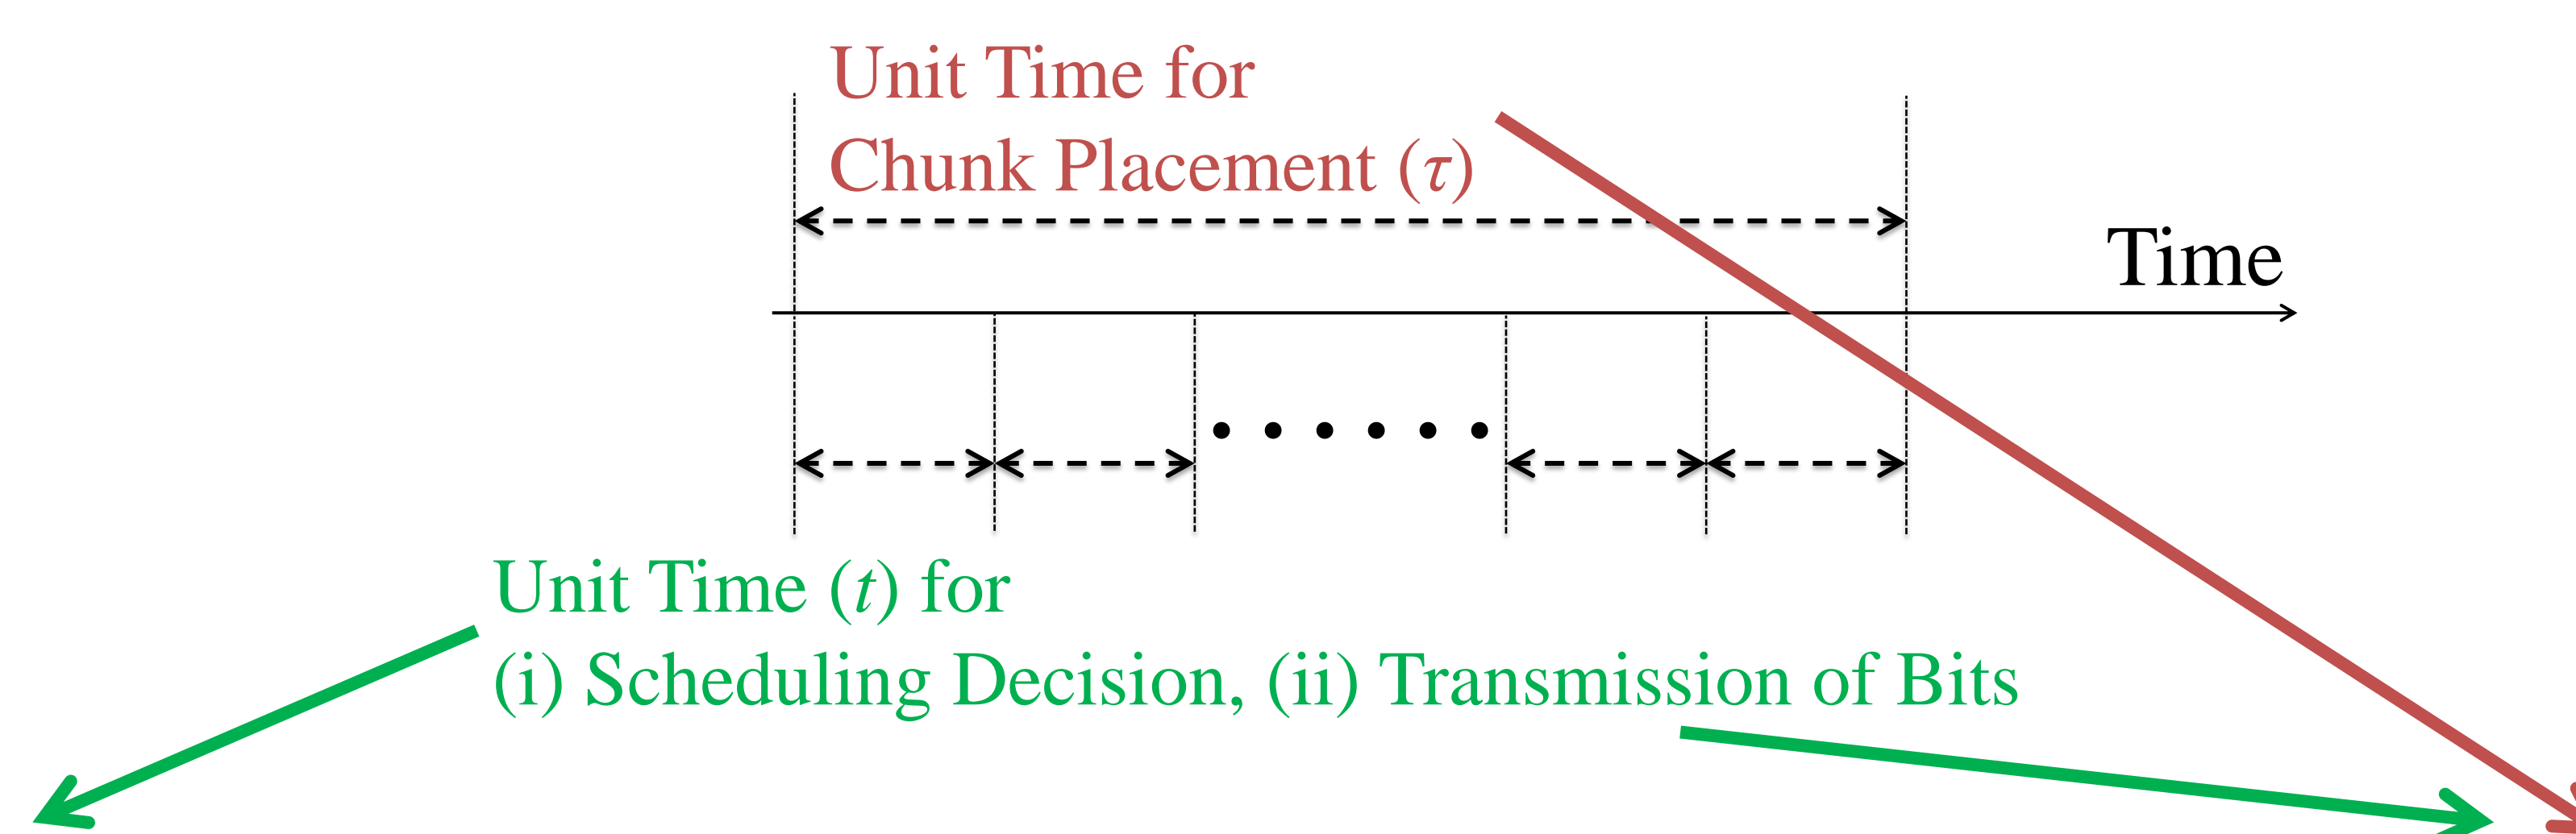 Unit Time for
Chunk Placement (τ)
Time
Unit Time (t) for
(i) Scheduling Decision, (ii) Transmission of Bits